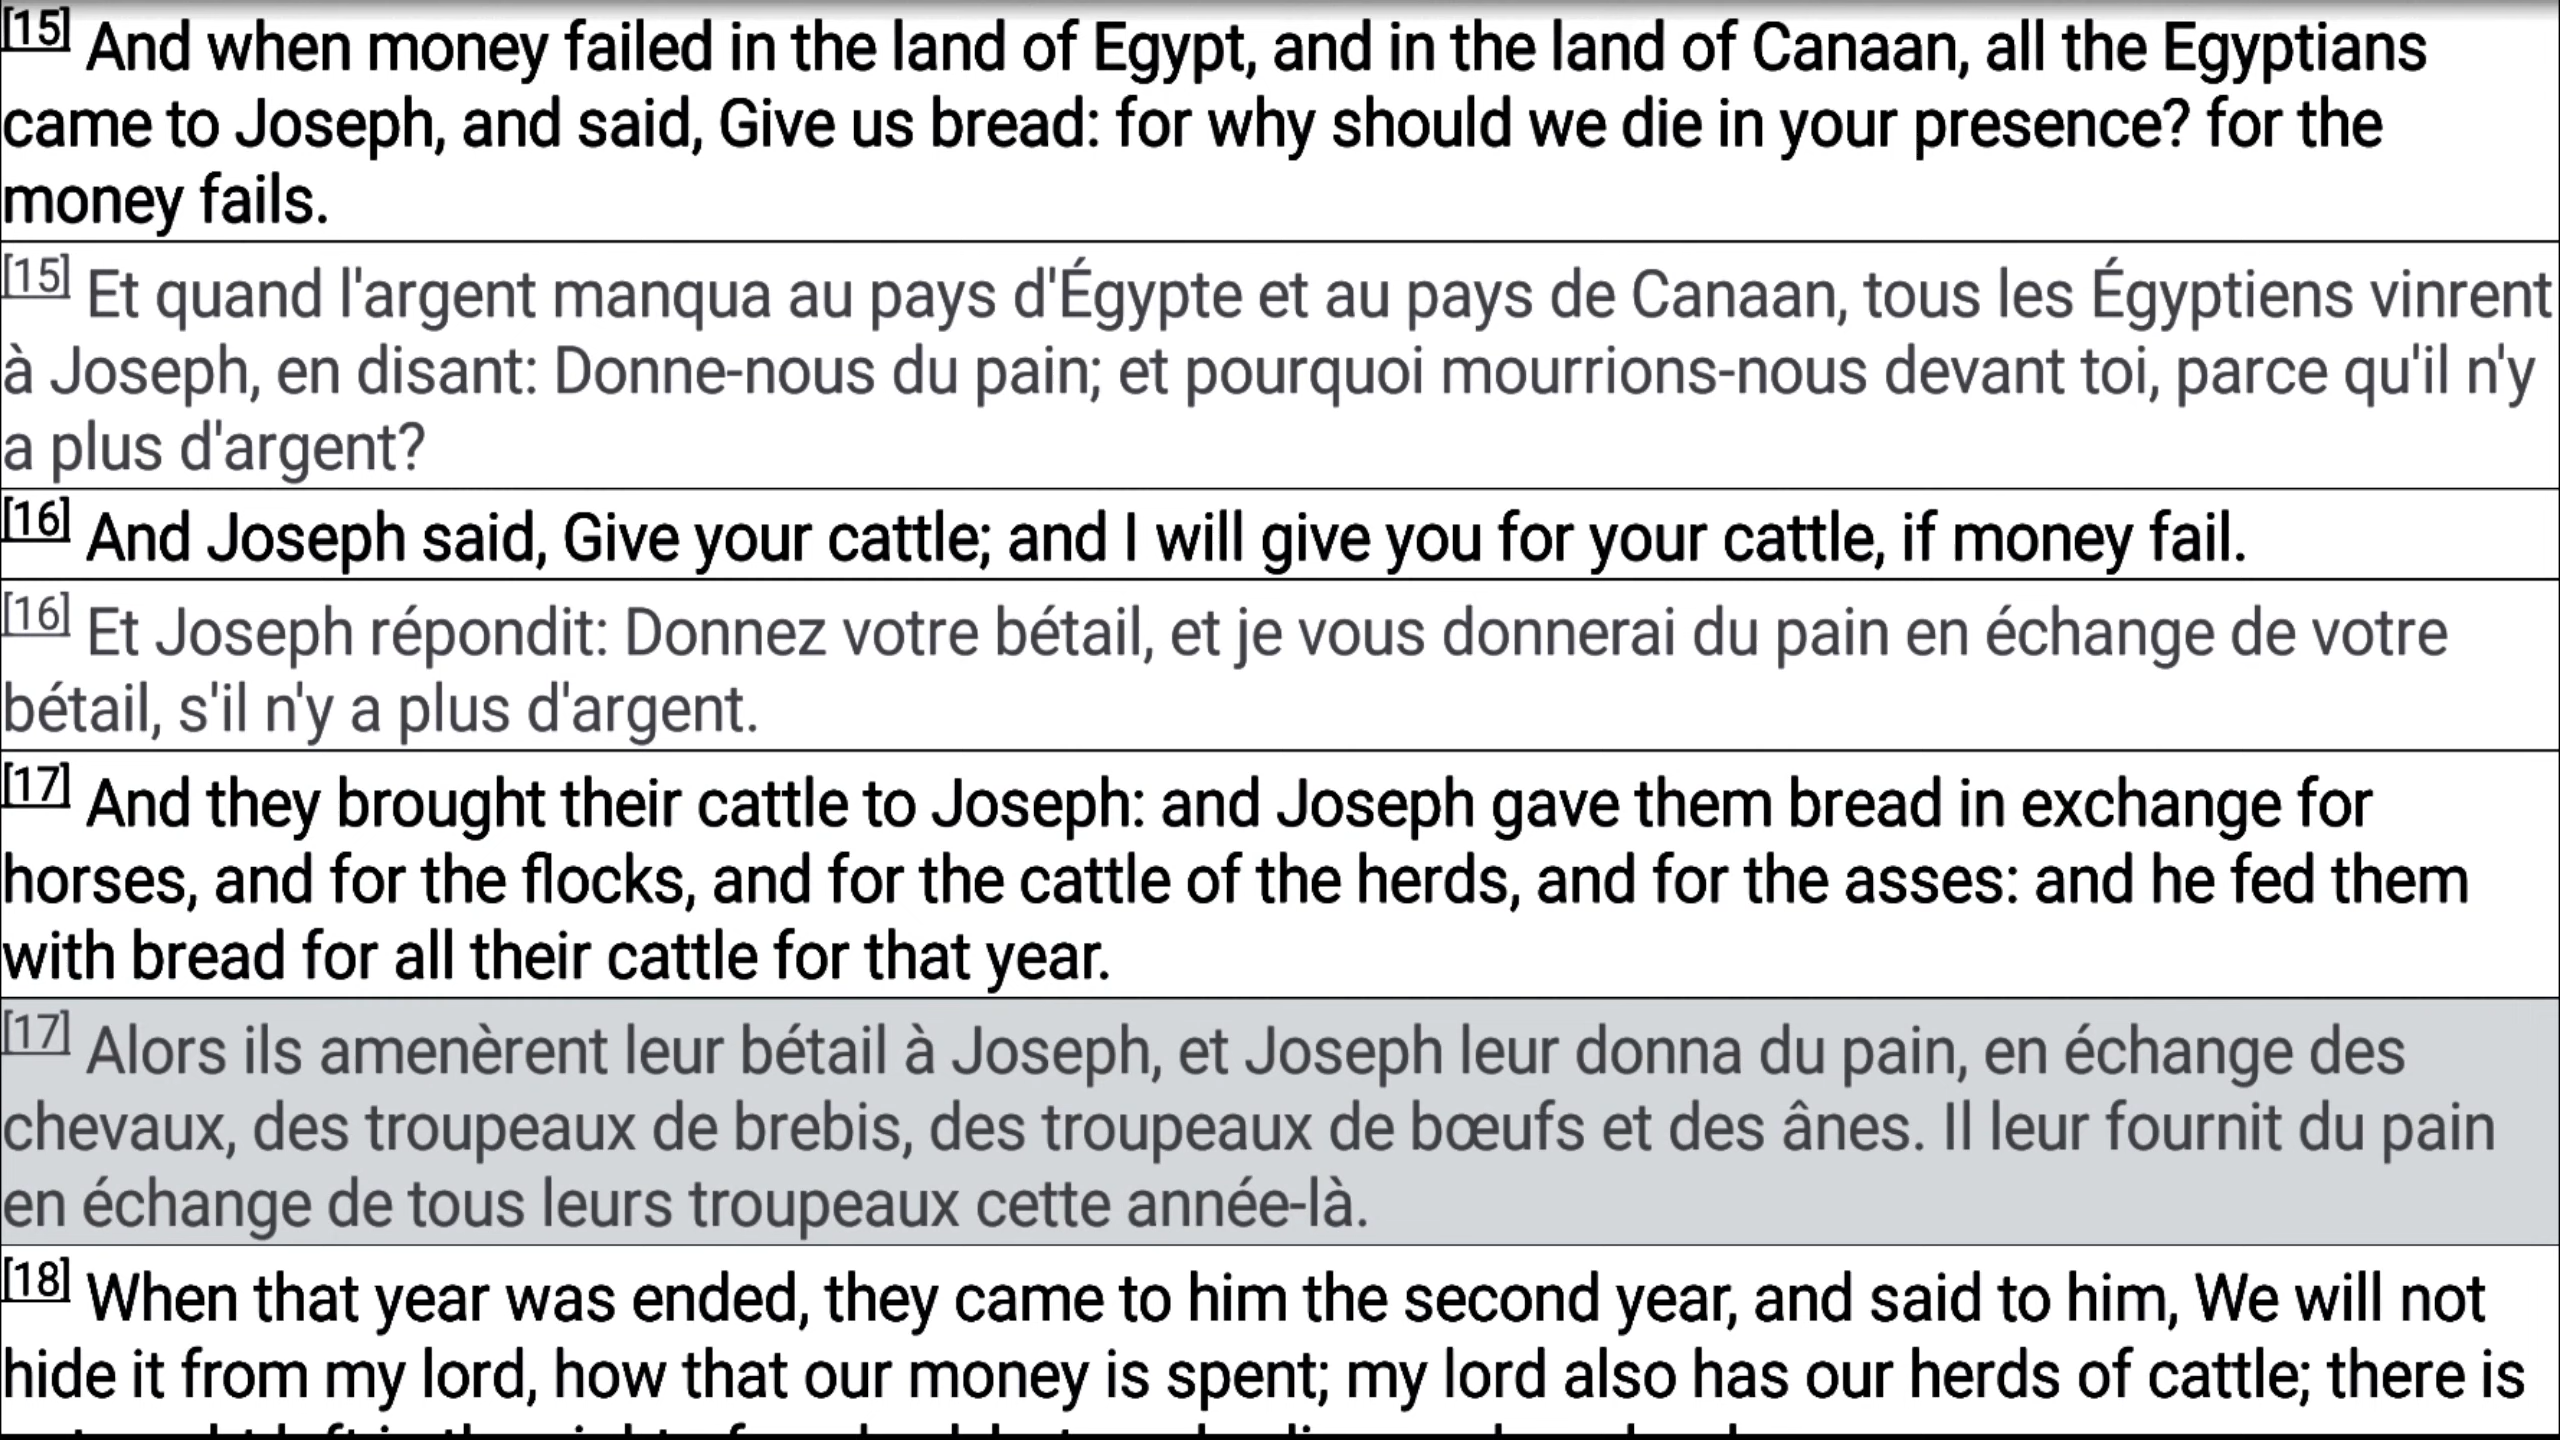 [15] And when money failed in the land of Egypt, and in the land of Canaan, all the Egyptians
came to Joseph, and said, Give us bread: for why should we die in your presence? for the
money fails.
[15] Et quand l'argent manqua au pays d'Égypte et au pays de Canaan, tous les Égyptiens vinrent
à Joseph, en disant: Donne-nous du pain; et pourquoi mourrions-nous devant toi, parce qu'il n'y
a plus d'argent?
[16] And Joseph said, Give your cattle; and I will give you for your cattle, if money fail.
[16] Et Joseph répondit: Donnez votre bétail, et je vous donnerai du pain en échange de votre
bétail, s'il n'y a plus d'argent.
[17] And they brought their cattle to Joseph: and Joseph gave them bread in exchange for
horses, and for the flocks, and for the cattle of the herds, and for the asses: and he fed them
with bread for all their cattle for that year.
[17] Alors ils amenèrent leur bétail à Joseph, et Joseph leur donna du pain, en échange des
chevaux, des troupeaux de brebis, des troupeaux de bœufs et des ânes. Il leur fournit du pain
en échange de tous leurs troupeaux cette année-là.
[18] When that year was ended, they came to him the second year, and said to him, We will not
hide it from my lord, how that our money is spent; my lord also has our herds of cattle; there is